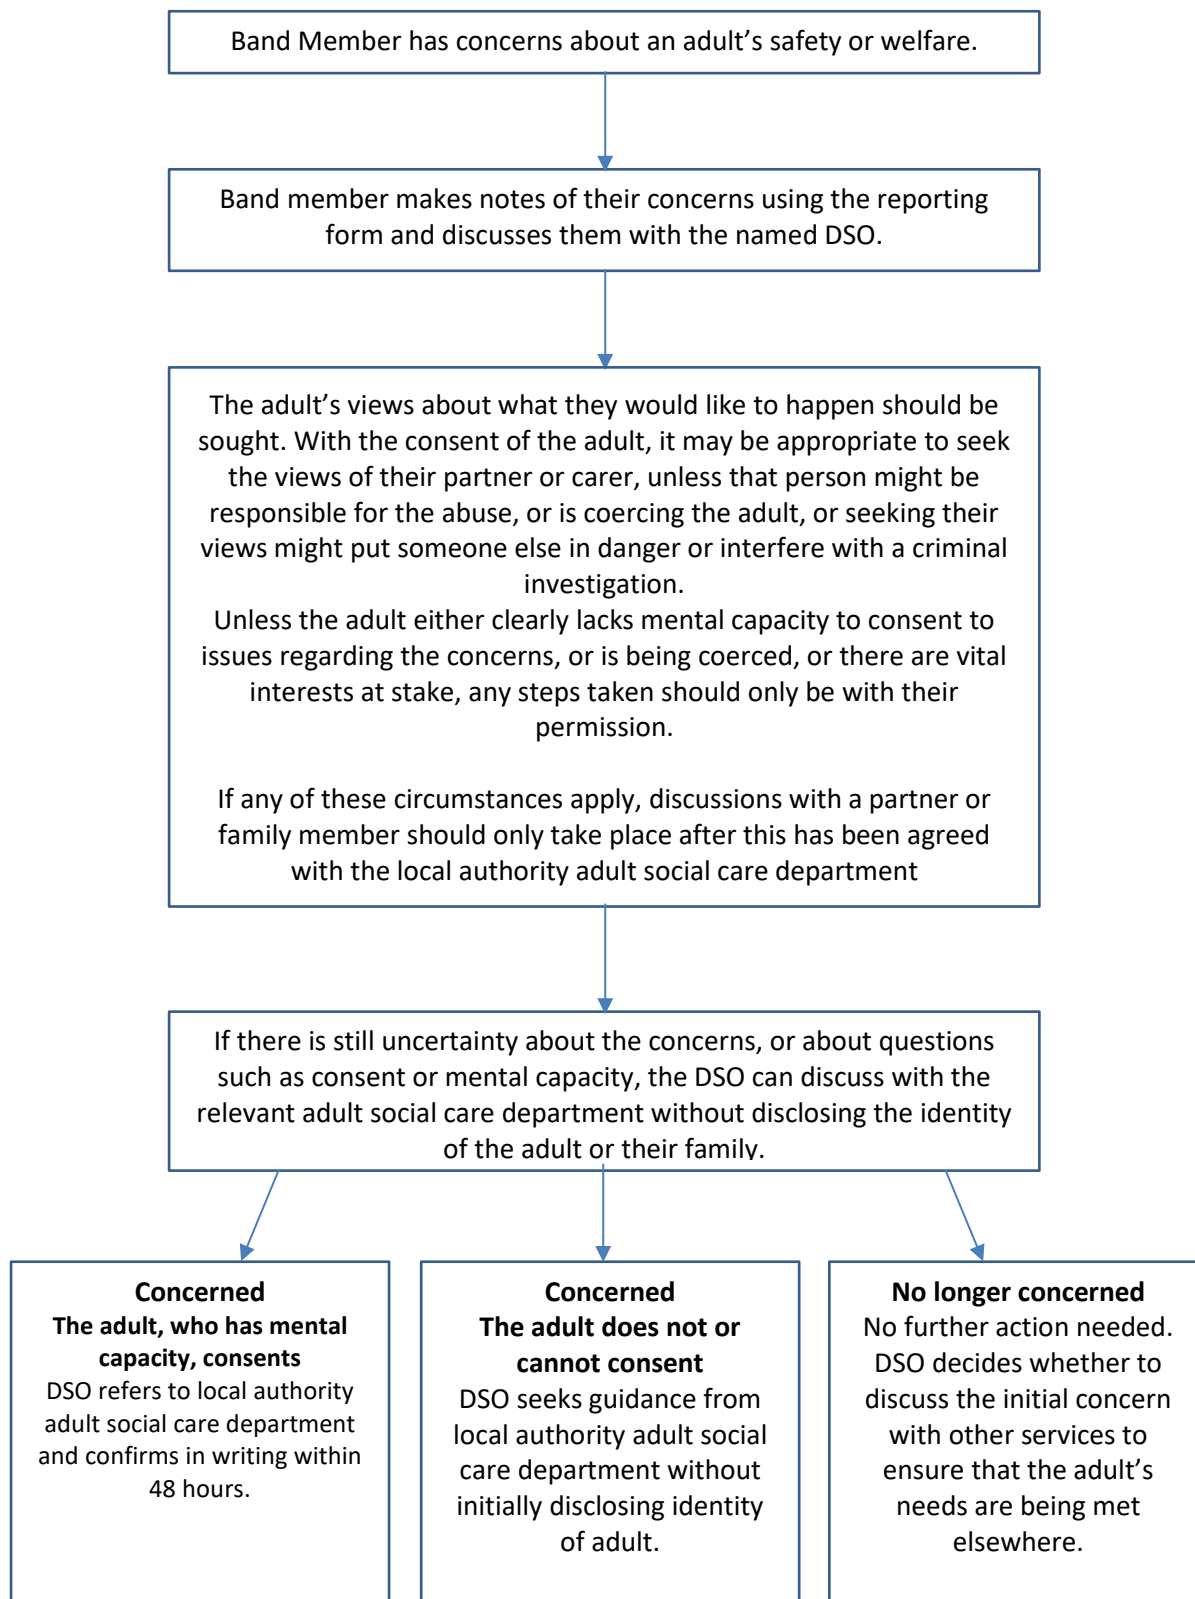 Band Member has concerns about an adult’s safety or welfare.
Band member makes notes of their concerns using the reporting
form and discusses them with the named DSO.
The adult’s views about what they would like to happen should be
sought. With the consent of the adult, it may be appropriate to seek
the views of their partner or carer, unless that person might be
responsible for the abuse, or is coercing the adult, or seeking their
views might put someone else in danger or interfere with a criminal
investigation.
Unless the adult either clearly lacks mental capacity to consent to
issues regarding the concerns, or is being coerced, or there are vital
interests at stake, any steps taken should only be with their
permission.
If any of these circumstances apply, discussions with a partner or
family member should only take place after this has been agreed
with the local authority adult social care department
If there is still uncertainty about the concerns, or about questions
such as consent or mental capacity, the DSO can discuss with the
relevant adult social care department without disclosing the identity
of the adult or their family.
Concerned
The adult, who has mental
capacity, consents
DSO refers to local authority
adult social care department
and confirms in writing within
48 hours.
Concerned
The adult does not or
cannot consent
DSO seeks guidance from
local authority adult social
care department without
initially disclosing identity
of adult.
No longer concerned
No further action needed.
DSO decides whether to
discuss the initial concern
with other services to
ensure that the adult’s
needs are being met
elsewhere.